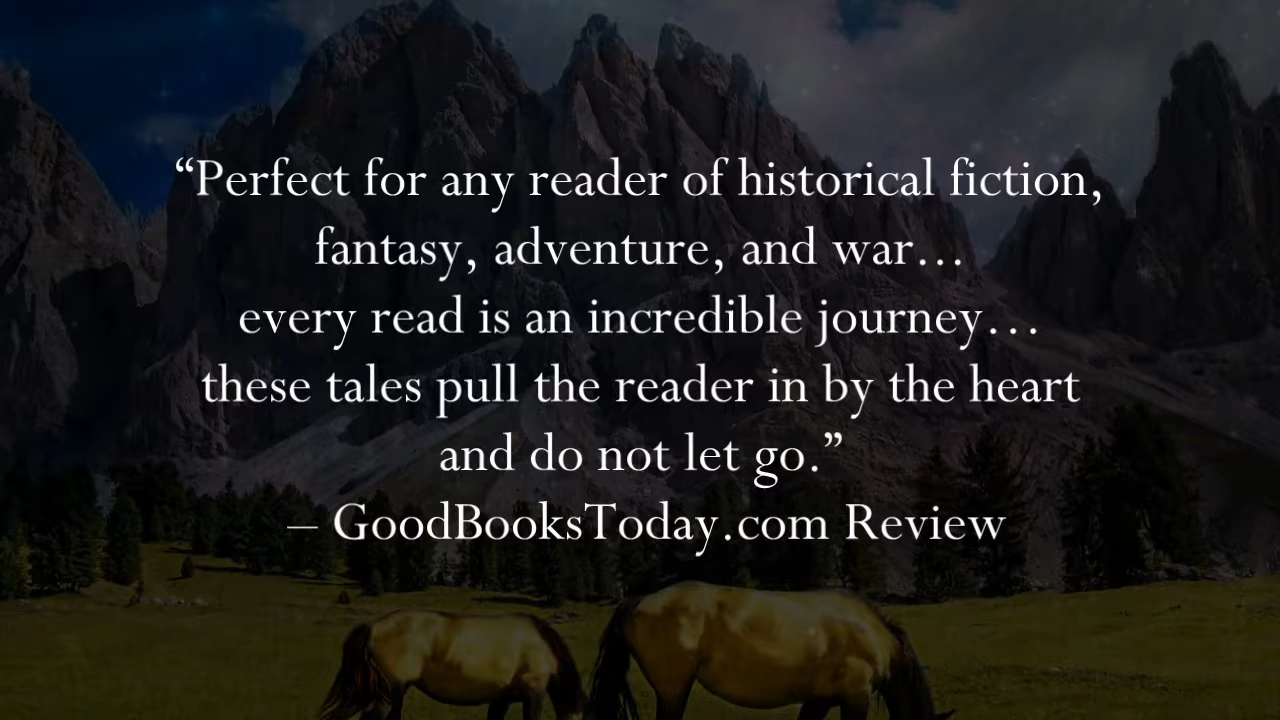 “Perfect for any reader of historical fiction,
fantasy, adventure, and war…
every read is an incredible journey…
these tales pull the reader in by the heart
and do not let go.”
– GoodBooksToday.com Review